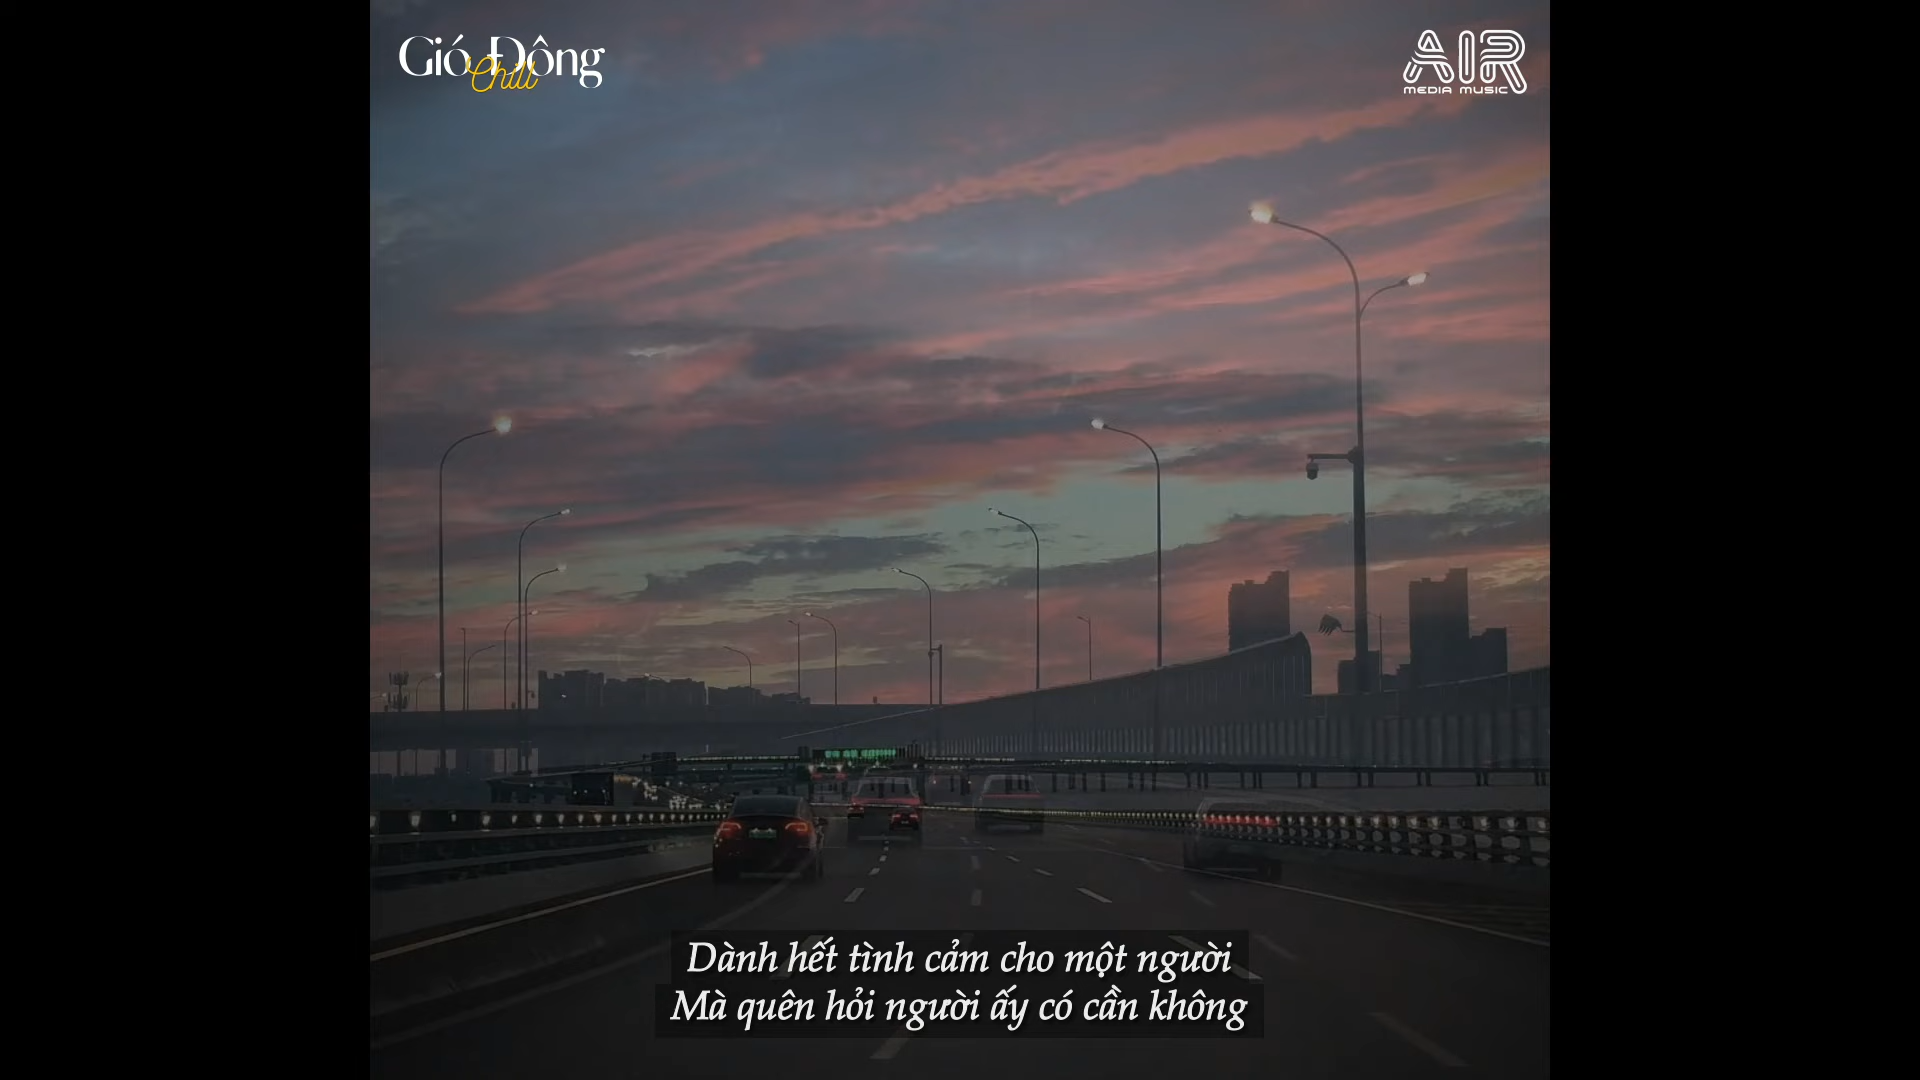 Gió Đông
Chill
AIR
MEDIA MUSIC
Dành hết tình cảm cho một người
Mà quên hỏi người ấy có cần không